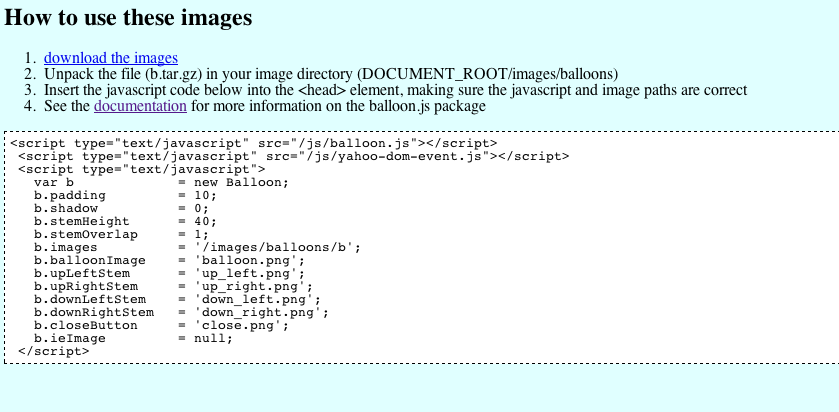 How to use these images
1. download the images
2. Unpack the file (b.tar.gz) in your image directory (DOCUMENT_ROOT/images/balloons)
3. Insert the javascript code below into the <head> element, making sure the javascript and image paths are correct
4. See the documentation for more information on the balloon.js package
<script type="text/javascript" src="/js/balloon.js"></script>
 <script type="text/javascript" src="/js/yahoo-dom-event.js"></script>
 <script type="text/javascript">
   var b             = new Balloon;
   b.padding         = 10;
   b.shadow          = 0;
   b.stemHeight      = 40;
   b.stemOverlap     = 1;
   b.images          = '/images/balloons/b';
   b.balloonImage    = 'balloon.png';
   b.upLeftStem      = 'up_left.png';
   b.upRightStem     = 'up_right.png';
   b.downLeftStem    = 'down_left.png';
   b.downRightStem   = 'down_right.png';
   b.closeButton     = 'close.png';
   b.ieImage         = null;
 </script>